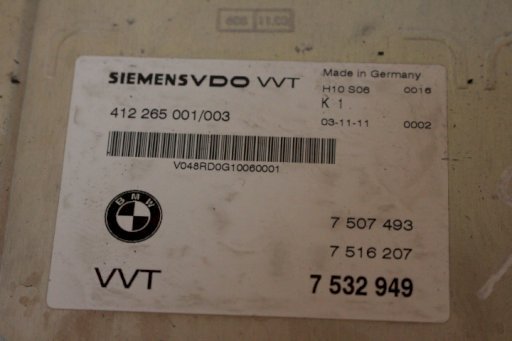 SIEMENSVDO VVT
Made in Germany
H10 S06 0016
K 1
412 265 001/003
03-11-11 0002
V048RD0G10060001
BMW
7 507 493
7 516 207
VVT
7 532 949